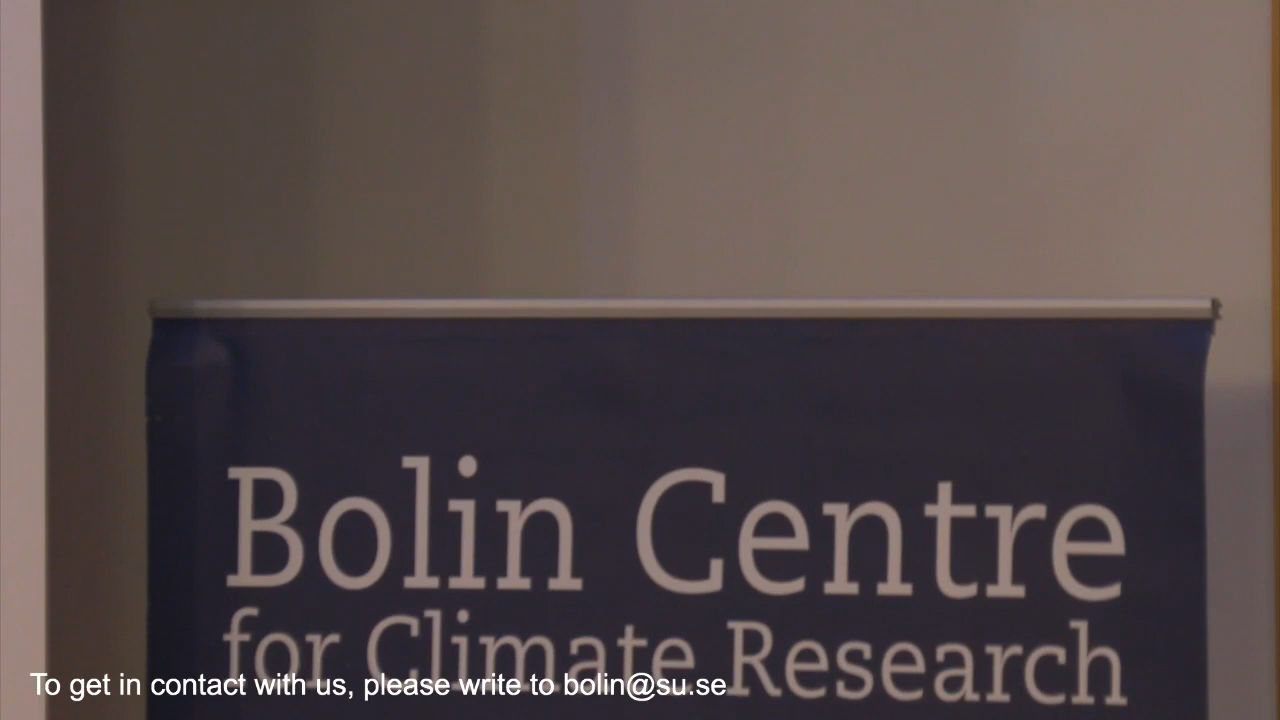 Bolin Centre
for Climate Research
To get in contact with us, please write to bolin@su.se